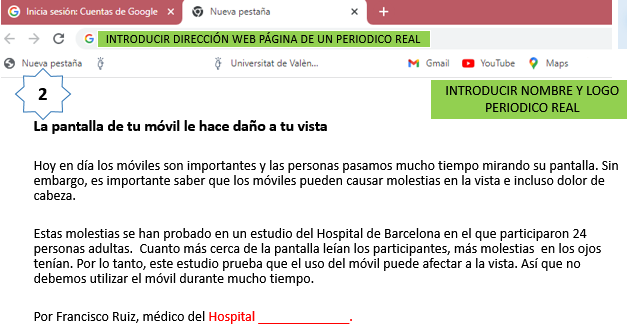 Inicia sesión: Cuentas de Google
Nueva pestaña
INTRODUCIR DIRECCIÓN WEB PÁGINA DE UN PERIODICO REAL
Nueva pestaña
Universitat de Valèn...
Gmail
YouTube
Maps
2
INTRODUCIR NOMBRE Y LOGO
PERIODICO REAL
La pantalla de tu móvil le hace daño a tu vista
Hoy en día los móviles son importantes y las personas pasamos mucho tiempo mirando su pantalla. Sin
embargo, es importante saber que los móviles pueden causar molestias en la vista e incluso dolor de
cabeza.
Estas molestias se han probado en un estudio del Hospital de Barcelona en el que participaron 24
personas adultas. Cuanto más cerca de la pantalla leían los participantes, más molestias en los ojos
tenían. Por lo tanto, este estudio prueba que el uso del móvil puede afectar a la vista. Así que no
debemos utilizar el móvil durante mucho tiempo.
Por Francisco Ruiz, médico del Hospital _____________.